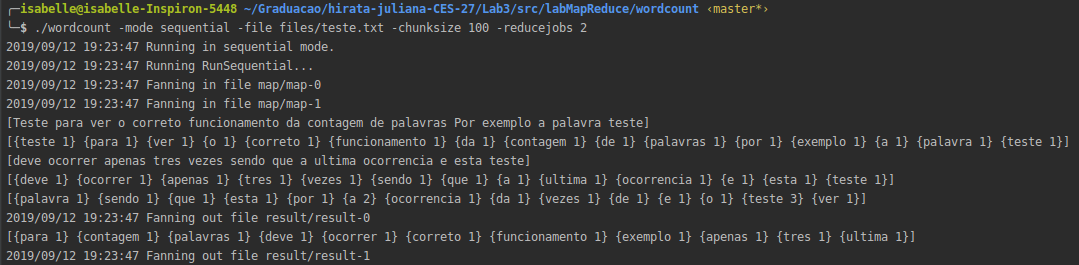 ╭─isabelle@isabelle-Inspiron-5448 ~/Graduacao/hirata-juliana-CES-27/Lab3/src/labMapReduce/wordcount ‹master*›
╰─$ ./wordcount -mode sequential -file files/teste.txt -chunksize 100 -reducejobs 2
2019/09/12 19:23:47 Running in sequential mode.
2019/09/12 19:23:47 Running RunSequential...
2019/09/12 19:23:47 Fanning in file map/map-0
2019/09/12 19:23:47 Fanning in file map/map-1
[Teste para ver o correto funcionamento da contagem de palavras Por exemplo a palavra teste]
[{teste 1} {para 1} {ver 1} {o 1} {correto 1} {funcionamento 1} {da 1} {contagem 1} {de 1} {palavras 1} {por 1} {exemplo 1} {a 1} {palavra 1} {teste 1}]
[deve ocorrer apenas tres vezes sendo que a ultima ocorrencia e esta teste]
[{deve 1} {ocorrer 1} {apenas 1} {tres 1} {vezes 1} {sendo 1} {que 1} {a 1} {ultima 1} {ocorrencia 1} {e 1} {esta 1} {teste 1}]
[{palavra 1} {sendo 1} {que 1} {esta 1} {por 1} {a 2} {ocorrencia 1} {da 1} {vezes 1} {de 1} {e 1} {o 1} {teste 3} {ver 1}]
2019/09/12 19:23:47 Fanning out file result/result-0
[{para 1} {contagem 1} {palavras 1} {deve 1} {ocorrer 1} {correto 1} {funcionamento 1} {exemplo 1} {apenas 1} {tres 1} {ultima 1}]
2019/09/12 19:23:47 Fanning out file result/result-1